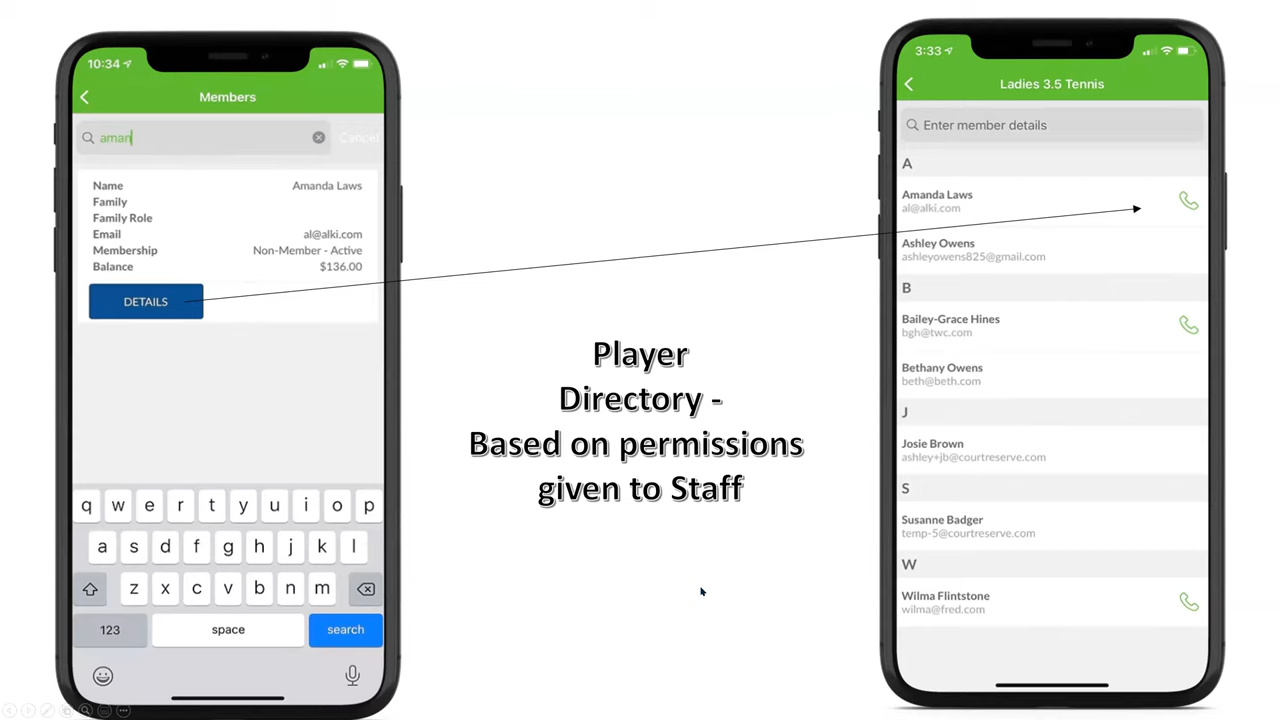 10:34
Members
aman
Cancel
Name Amanda Laws
Family
Family Role
Email al@alki.com
Membership Non-Member - Active
Balance $136.00
DETAILS
q w e r t y u i o p
a s d f g h j k l
z x c v b n m
123 space search
Player
Directory -
Based on permissions
given to Staff
3:33
Ladies 3.5 Tennis
Enter member details
A
Amanda Laws
al@alki.com
Ashley Owens
ashleyowens825@gmail.com
B
Bailey-Grace Hines
bgh@twc.com
Bethany Owens
beth@beth.com
J
Josie Brown
ashley+jb@courtreserve.com
S
Susanne Badger
temp-5@courtreserve.com
W
Wilma Flintstone
wilma@fred.com